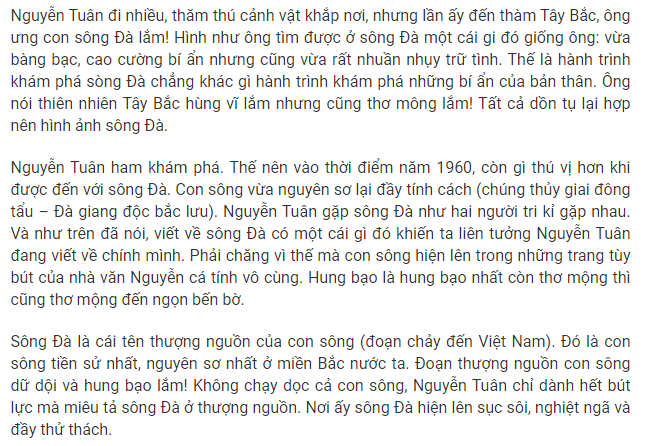 Nguyễn Tuân đi nhiều, thăm thú cảnh vật khắp nơi, nhưng lần ấy đến thàm Tây Bắc, ông
ưng con sông Đà lắm! Hình như ông tìm được ở sông Đà một cái gi đó giống ông: vừa
bàng bạc, cao cường bí ẩn nhưng cũng vừa rất nhuần nhụy trữ tình. Thế là hành trình
khám phá sòng Đà chẳng khác gì hành trình khám phá những bí ẩn của bản thân. Ông
nói thiên nhiên Tây Bắc hùng vĩ lắm nhưng cũng thơ mông lắm! Tất cả dồn tụ lại hợp
nên hình ảnh sông Đà.
Nguyễn Tuân ham khám phá. Thế nên vào thời điểm năm 1960, còn gì thú vị hơn khi
được đến với sông Đà. Con sông vừa nguyên sơ lại đầy tính cách (chúng thủy giai đông
tẩu – Đà giang độc bắc lưu). Nguyễn Tuân gặp sông Đà như hai người tri kỉ gặp nhau.
Và như trên đã nói, viết về sông Đà có một cái gì đó khiến ta liên tưởng Nguyễn Tuân
đang viết về chính mình. Phải chăng vì thế mà con sông hiện lên trong những trang tùy
bút của nhà văn Nguyễn cá tính vô cùng. Hung bạo là hung bạo nhất còn thơ mộng thì
cũng thơ mộng đến ngọn bến bờ.
Sông Đà là cái tên thượng nguồn của con sông (đoạn chảy đến Việt Nam). Đó là con
sông tiền sử nhất, nguyên sơ nhất ở miền Bắc nước ta. Đoạn thượng nguồn con sông
dữ dội và hung bạo lắm! Không chạy dọc cả con sông, Nguyễn Tuân chỉ dành hết bút
lực mà miêu tả sông Đà ở thượng nguồn. Nơi ấy sông Đà hiện lên sục sôi, nghiệt ngã và
đầy thử thách.